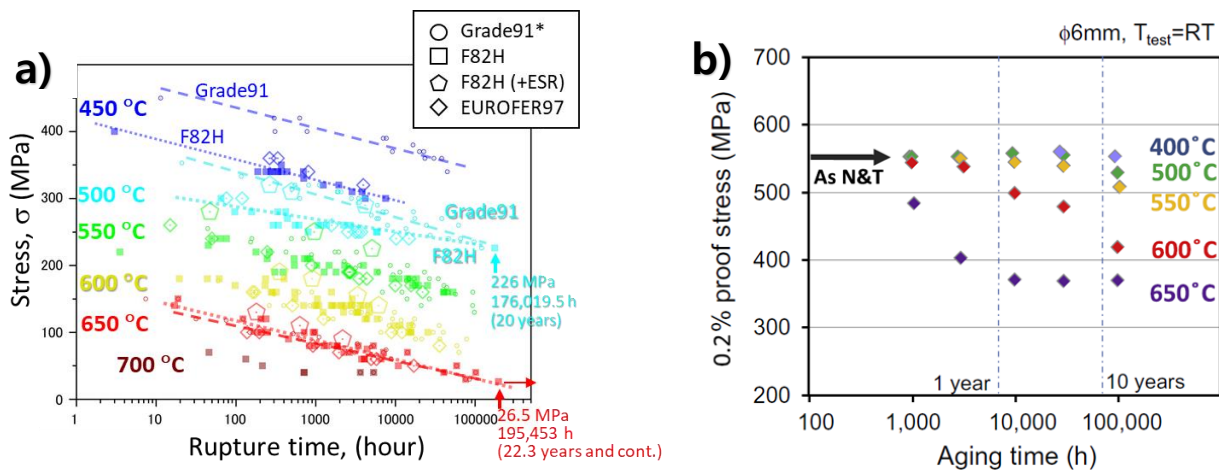 a)
Grade91*
F82H
F82H (+ESR)
EUROFER97
Stress, σ (MPa)
400
300
200
100
0
450 °C
500 °C
550 °C
600 °C
650 °C
700 °C
Grade91
F82H
Grade91
F82H
226 MPa
176,019.5 h
(20 years)
1
10
100
1000
10000
100000
Rupture time, (hour)
26.5 MPa
195,453 h
(22.3 years and cont.)
b)
ϕ6mm, Ttest=RT
0.2% proof stress (MPa)
700
600
500
400
300
200
As N&T
400°C
500°C
550°C
600°C
650°C
1 year
10 years
100
1,000
10,000
100,000
Aging time (h)